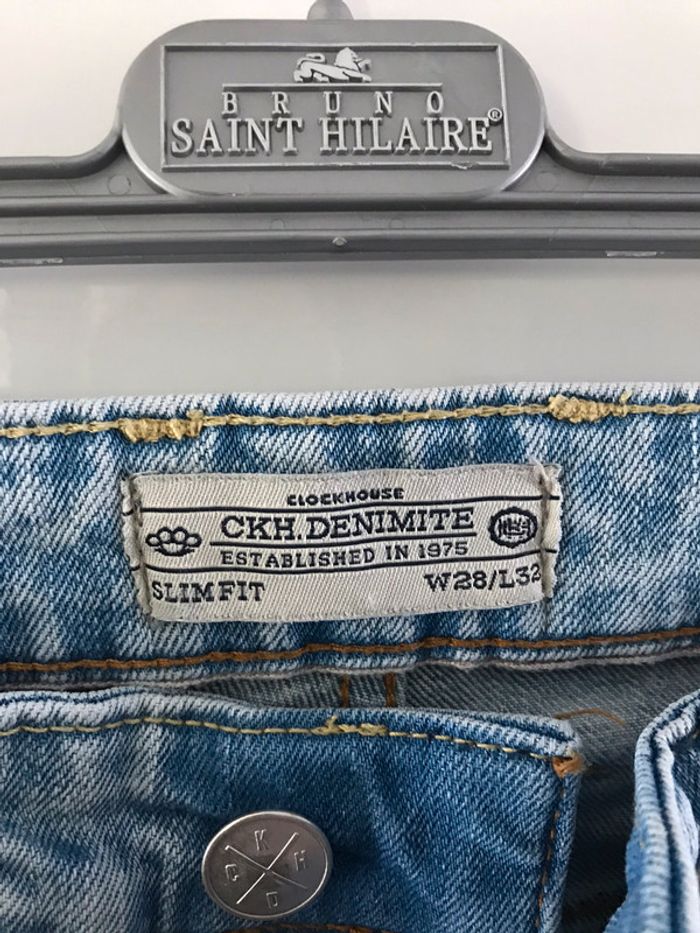 BRUNO
SAINT HILAIRE®
CLOCKHOUSE
CKH.DENIMITE
ESTABLISHED IN 1975
SLIMFIT W28/L32
K
C H
D